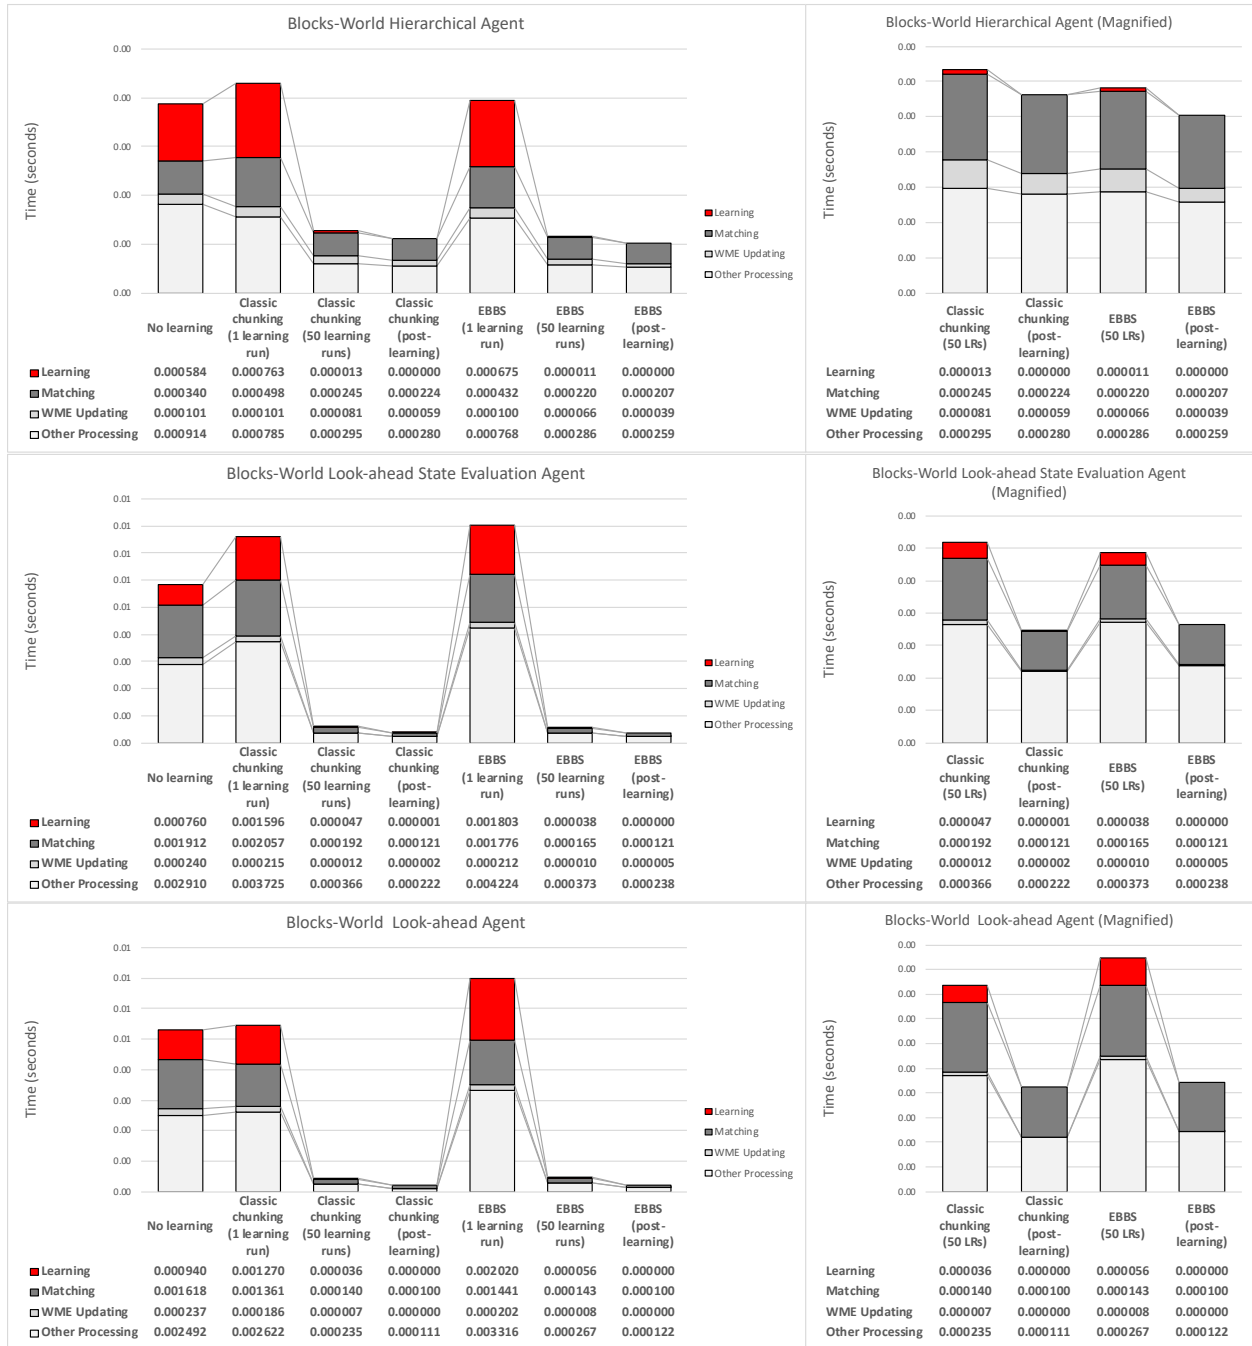 Blocks-World Hierarchical Agent
Time (seconds)
0.00
0.00
0.00
0.00
0.00
0.00
Learning
Matching
WME Updating
Other Processing
No learning
Classic chunking (1 learning run)
Classic chunking (50 learning runs)
Classic chunking (post-learning)
EBBS (1 learning run)
EBBS (50 learning runs)
EBBS (post-learning)
Learning 0.000584 0.000763 0.000013 0.000000 0.000675 0.000011 0.000000
Matching 0.000340 0.000498 0.000245 0.000224 0.000432 0.000220 0.000207
WME Updating 0.000101 0.000101 0.000081 0.000059 0.000100 0.000066 0.000039
Other Processing 0.000914 0.000785 0.000295 0.000280 0.000768 0.000286 0.000259
Blocks-World Hierarchical Agent (Magnified)
Time (seconds)
0.00
0.00
0.00
0.00
0.00
0.00
0.00
0.00
Classic chunking (50 LRs)
Classic chunking (post-learning)
EBBS (50 LRs)
EBBS (post-learning)
Learning 0.000013 0.000000 0.000011 0.000000
Matching 0.000245 0.000224 0.000220 0.000207
WME Updating 0.000081 0.000059 0.000066 0.000039
Other Processing 0.000295 0.000280 0.000286 0.000259
Blocks-World Look-ahead State Evaluation Agent
Time (seconds)
0.01
0.01
0.01
0.01
0.01
0.00
0.00
0.00
0.00
0.00
Learning
Matching
WME Updating
Other Processing
No learning
Classic chunking (1 learning run)
Classic chunking (50 learning runs)
Classic chunking (post-learning)
EBBS (1 learning run)
EBBS (50 learning runs)
EBBS (post-learning)
Learning 0.000760 0.001596 0.000047 0.000001 0.001803 0.000038 0.000000
Matching 0.001912 0.002057 0.000192 0.000121 0.001776 0.000165 0.000121
WME Updating 0.000240 0.000215 0.000012 0.000002 0.000212 0.000010 0.000005
Other Processing 0.002910 0.003725 0.000366 0.000222 0.004224 0.000373 0.000238
Blocks-World Look-ahead State Evaluation Agent
(Magnified)
Time (seconds)
0.00
0.00
0.00
0.00
0.00
0.00
0.00
0.00
Classic chunking (50 LRs)
Classic chunking (post-learning)
EBBS (50 LRs)
EBBS (post-learning)
Learning 0.000047 0.000001 0.000038 0.000000
Matching 0.000192 0.000121 0.000165 0.000121
WME Updating 0.000012 0.000002 0.000010 0.000005
Other Processing 0.000366 0.000222 0.000373 0.000238
Blocks-World Look-ahead Agent
Time (seconds)
0.01
0.01
0.01
0.01
0.00
0.00
0.00
0.00
0.00
Learning
Matching
WME Updating
Other Processing
No learning
Classic chunking (1 learning run)
Classic chunking (50 learning runs)
Classic chunking (post-learning)
EBBS (1 learning run)
EBBS (50 learning runs)
EBBS (post-learning)
Learning 0.000940 0.001270 0.000036 0.000000 0.002020 0.000056 0.000000
Matching 0.001618 0.001361 0.000140 0.000100 0.001441 0.000143 0.000100
WME Updating 0.000237 0.000186 0.000007 0.000000 0.000202 0.000008 0.000000
Other Processing 0.002492 0.002622 0.000235 0.000111 0.003316 0.000267 0.000122
Blocks-World Look-ahead Agent (Magnified)
Time (seconds)
0.00
0.00
0.00
0.00
0.00
0.00
0.00
0.00
0.00
0.00
0.00
Classic chunking (50 LRs)
Classic chunking (post-learning)
EBBS (50 LRs)
EBBS (post-learning)
Learning 0.000036 0.000000 0.000056 0.000000
Matching 0.000140 0.000100 0.000143 0.000100
WME Updating 0.000007 0.000000 0.000008 0.000000
Other Processing 0.000235 0.000111 0.000267 0.000122